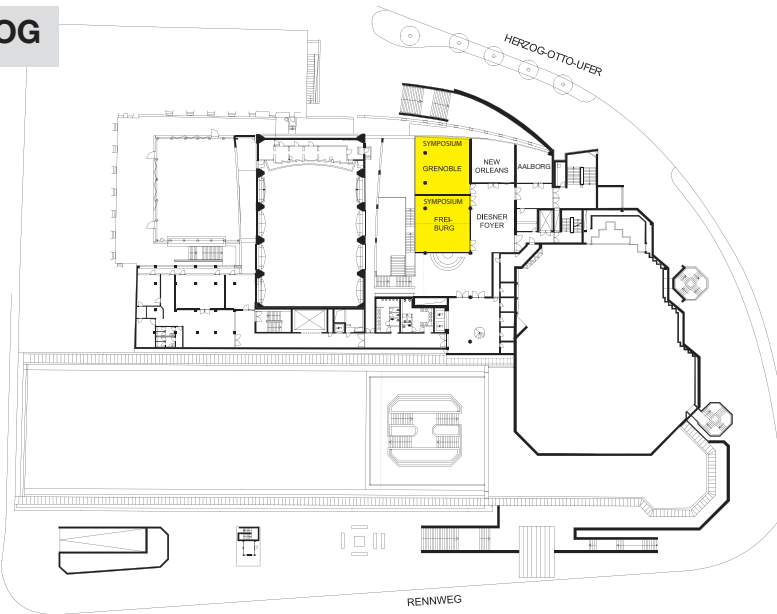 OG
HERZOG-OTTO-UFER
SYMPOSIUM
GRENOBLE
NEW
ORLEANS
AALBORG
SYMPOSIUM
FREI-
BURG
DIESNER
FOYER
RENNWEG